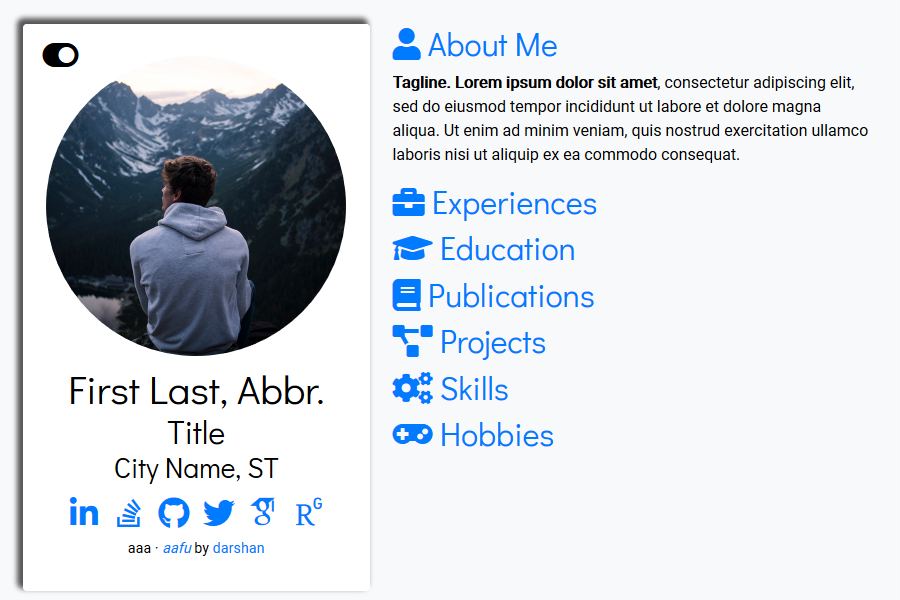 First Last, Abbr.
Title
City Name, ST
aaa · aafu by darshan
About Me
Tagline. Lorem ipsum dolor sit amet, consectetur adipiscing elit,
sed do eiusmod tempor incididunt ut labore et dolore magna
aliqua. Ut enim ad minim veniam, quis nostrud exercitation ullamco
laboris nisi ut aliquip ex ea commodo consequat.
Experiences
Education
Publications
Projects
Skills
Hobbies